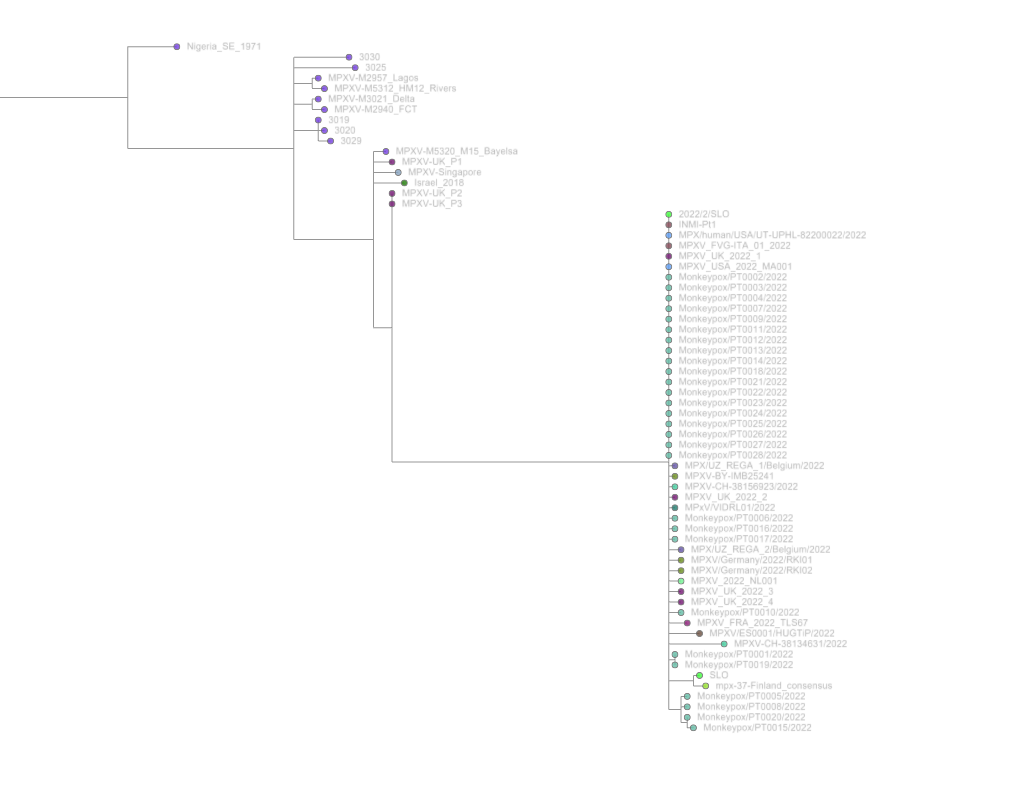 Nigeria_SE_1971
3030
3025
MPXV-M2957_Lagos
MPXV-M5312_HM12_Rivers
MPXV-M3021_Delta
MPXV-M2940_FCT
3019
3020
3029
MPXV-M5320_M15_Bayelsa
MPXV-UK_P1
MPXV-Singapore
Israel_2018
MPXV-UK_P2
MPXV-UK_P3
2022/2/SLO
INMI-Pt1
MPX/human/USA/UT-UPHL-82200022/2022
MPXV_FVG-ITA_01_2022
MPXV_UK_2022_1
MPXV_USA_2022_MA001
Monkeypox/PT0002/2022
Monkeypox/PT0003/2022
Monkeypox/PT0004/2022
Monkeypox/PT0007/2022
Monkeypox/PT0009/2022
Monkeypox/PT0011/2022
Monkeypox/PT0012/2022
Monkeypox/PT0013/2022
Monkeypox/PT0014/2022
Monkeypox/PT0018/2022
Monkeypox/PT0021/2022
Monkeypox/PT0022/2022
Monkeypox/PT0023/2022
Monkeypox/PT0024/2022
Monkeypox/PT0025/2022
Monkeypox/PT0026/2022
Monkeypox/PT0027/2022
Monkeypox/PT0028/2022
MPX/UZ_REGA_1/Belgium/2022
MPXV-BY-IMB25241
MPXV-CH-38156923/2022
MPXV_UK_2022_2
MPxV/VIDRL01/2022
Monkeypox/PT0006/2022
Monkeypox/PT0016/2022
Monkeypox/PT0017/2022
MPX/UZ_REGA_2/Belgium/2022
MPXV/Germany/2022/RKI01
MPXV/Germany/2022/RKI02
MPXV_2022_NL001
MPXV_UK_2022_3
MPXV_UK_2022_4
Monkeypox/PT0010/2022
MPXV_FRA_2022_TLS67
MPXV/ES0001/HUGTiP/2022
MPXV-CH-38134631/2022
Monkeypox/PT0001/2022
Monkeypox/PT0019/2022
SLO
mpx-37-Finland_consensus
Monkeypox/PT0005/2022
Monkeypox/PT0008/2022
Monkeypox/PT0020/2022
Monkeypox/PT0015/2022